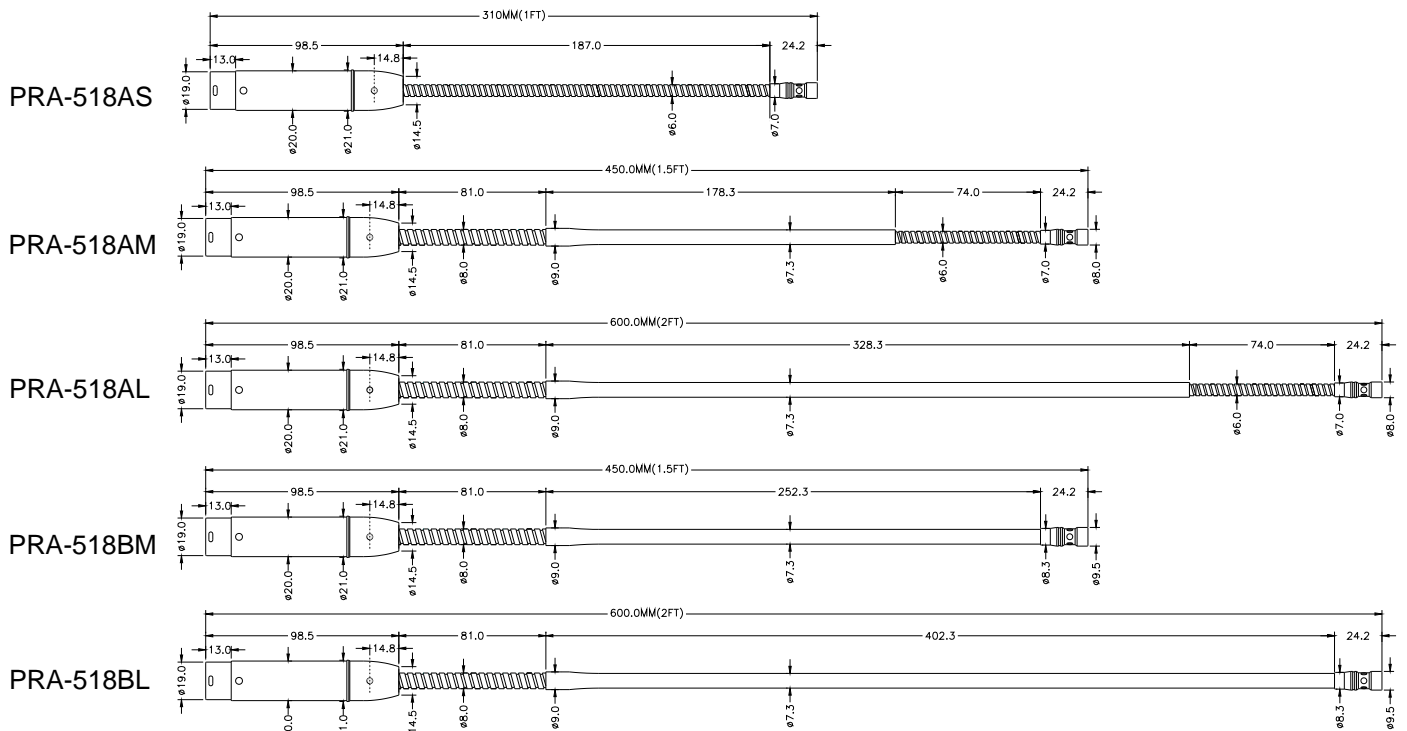 310MM(1FT)
98.5 187.0 24.2
13.0 14.8
PRA-518AS
ø19.0 ø20.0 ø21.0 ø14.5 ø6.0 ø7.0
450.0MM(1.5FT)
98.5 81.0 178.3 74.0 24.2
13.0 14.8
PRA-518AM
ø19.0 ø20.0 ø21.0 ø14.5 ø8.0 ø9.0 ø7.3 ø6.0 ø7.0 ø8.0
600.0MM(2FT)
98.5 81.0 328.3 74.0 24.2
13.0 14.8
PRA-518AL
ø19.0 ø20.0 ø21.0 ø14.5 ø8.0 ø9.0 ø7.3 ø6.0 ø7.0 ø8.0
450.0MM(1.5FT)
98.5 81.0 252.3 24.2
13.0 14.8
PRA-518BM
ø19.0 ø20.0 ø21.0 ø14.5 ø8.0 ø9.0 ø7.3 ø8.3 ø9.5
600.0MM(2FT)
98.5 81.0 402.3 24.2
13.0 14.8
PRA-518BL
ø19.0 14.5 ø8.0 ø9.0 ø7.3 ø8.3 ø9.5